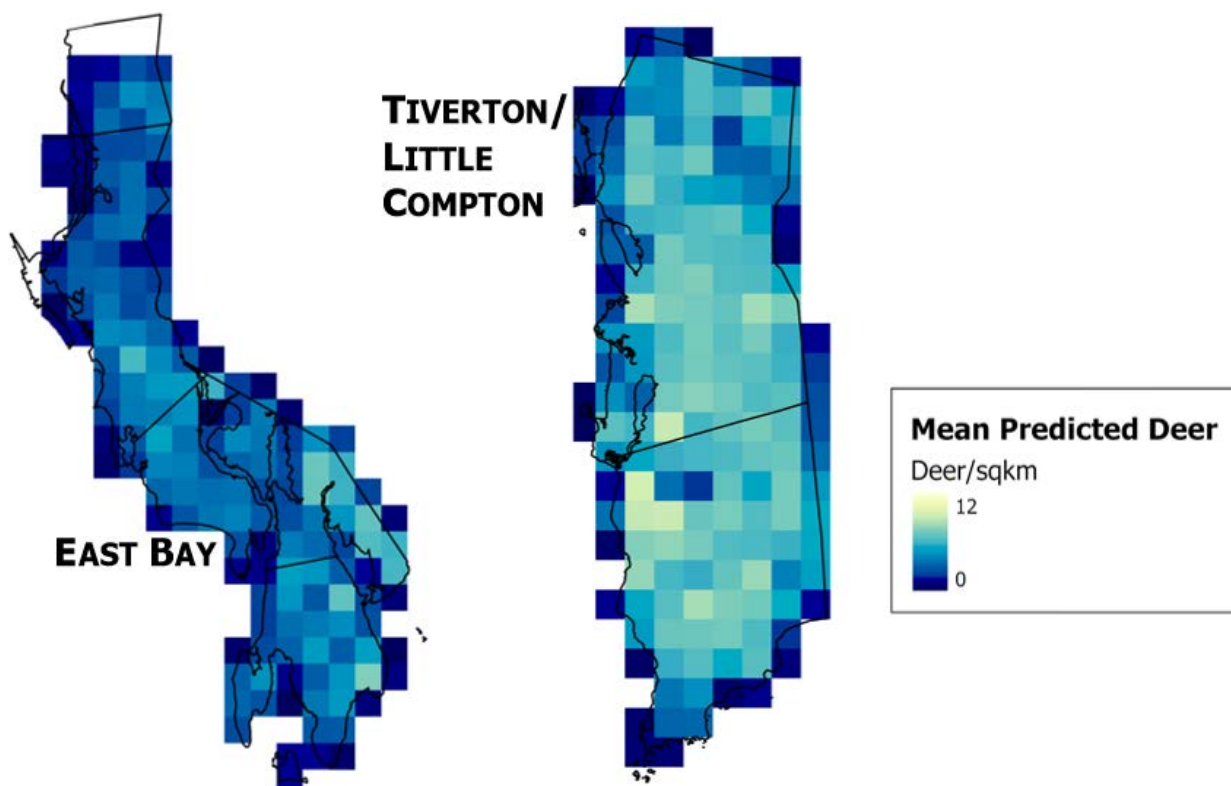 TIVERTON/
LITTLE
COMPTON
EAST BAY
Mean Predicted Deer
Deer/sqkm
12
0